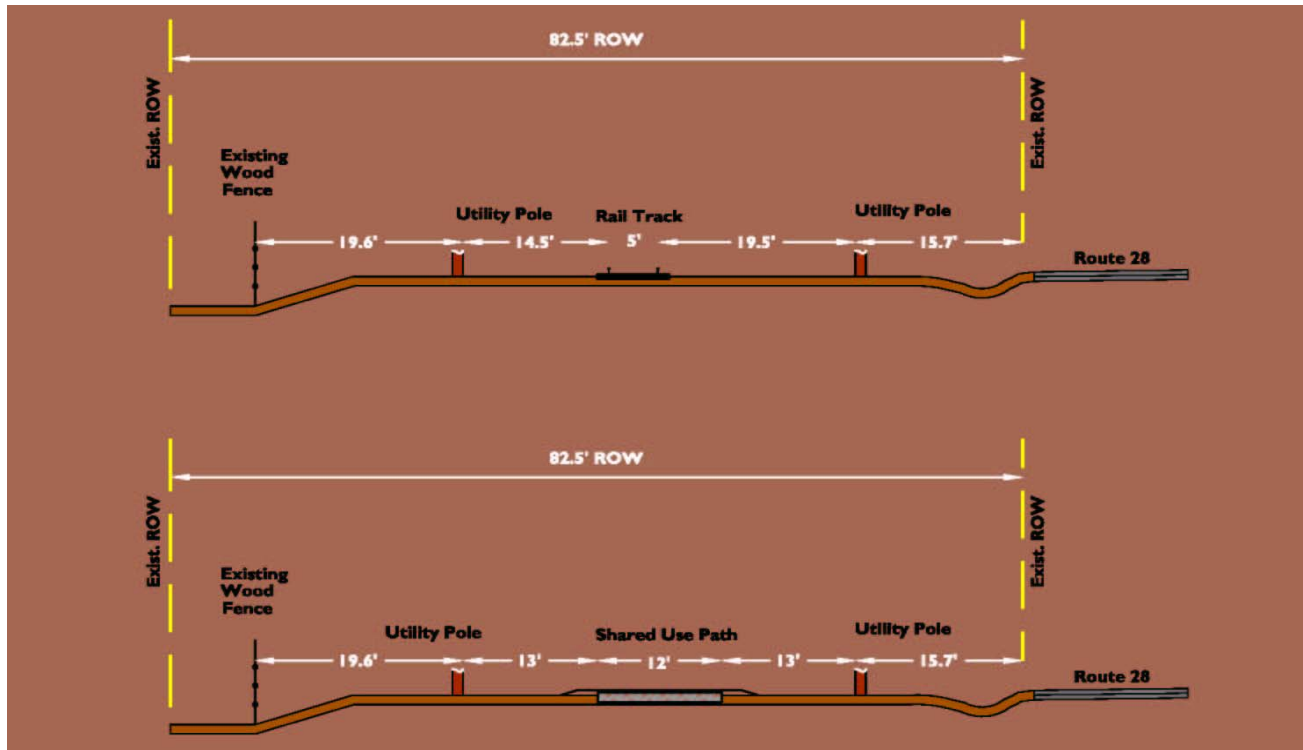 82.5' ROW
Exist. ROW
Exist. ROW
Existing
Wood
Fence
Utility Pole
Rail Track
Utility Pole
19.6'
14.5'
5'
19.5'
15.7'
Route 28
82.5' ROW
Exist. ROW
Exist. ROW
Existing
Wood
Fence
Utility Pole
Shared Use Path
Utility Pole
19.6'
13'
12'
13'
15.7'
Route 28